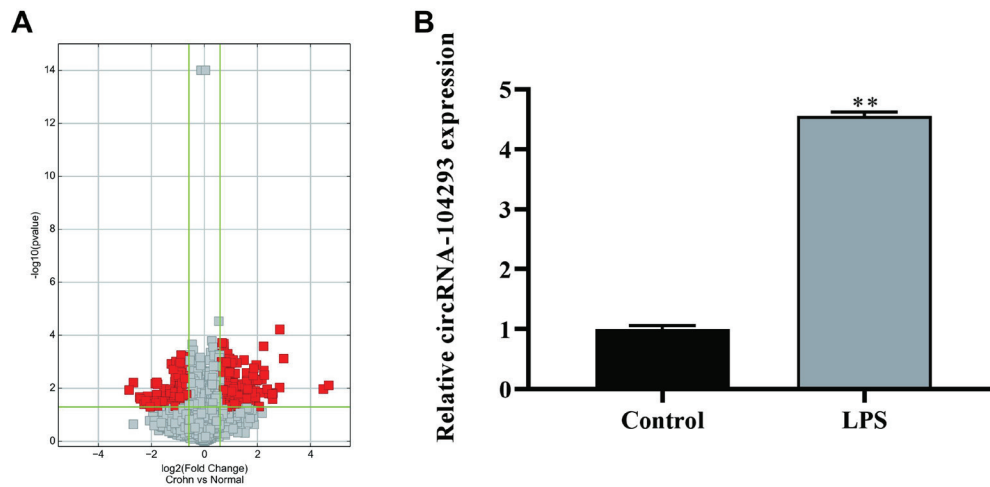 A
14
12
10
8
6
4
2
0
-log10(pvalue)
−4
−2
0
2
4
log2(Fold Change)
Crohn vs Normal
B
Relative circRNA-104293 expression
5
4
3
2
1
0
**
Control
LPS